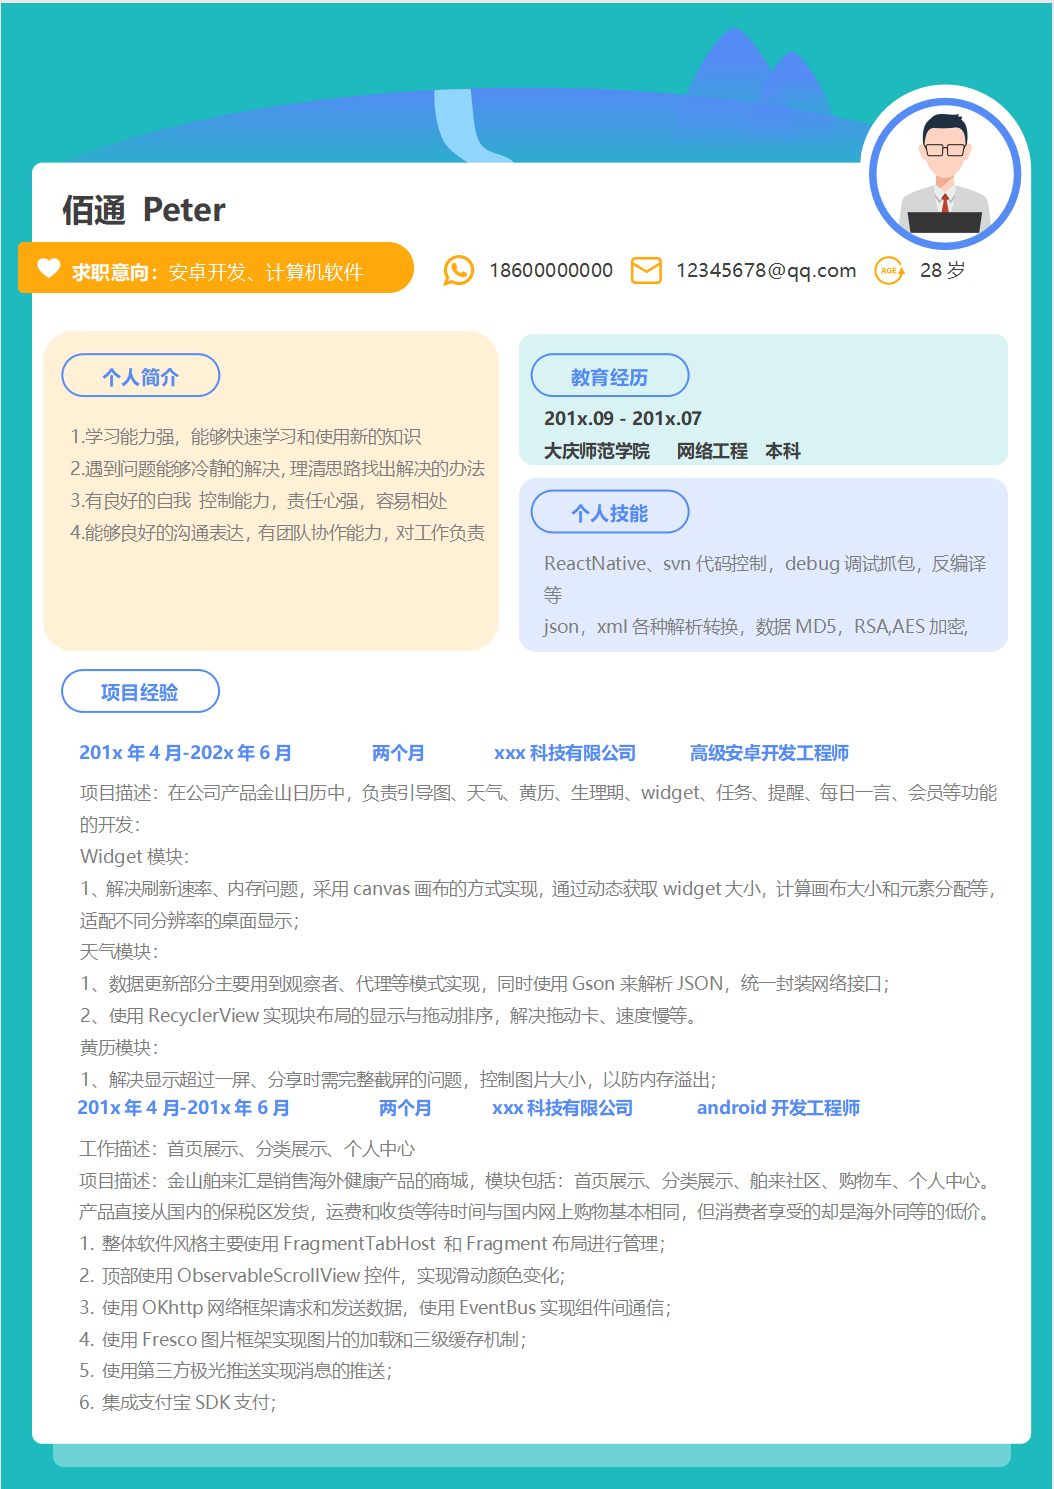 佰通 Peter
求职意向：安卓开发、计算机软件
18600000000
12345678@qq.com
AGE
28 岁
个人简介
1.学习能力强，能够快速学习和使用新的知识
2.遇到问题能够冷静的解决,理清思路找出解决的办法
3.有良好的自我 控制能力，责任心强，容易相处
4.能够良好的沟通表达, 有团队协作能力, 对工作负责
教育经历
201x.09 - 201x.07
大庆师范学院 网络工程 本科
个人技能
ReactNative、svn 代码控制，debug 调试抓包，反编译
等
json，xml 各种解析转换，数据 MD5，RSA,AES 加密,
项目经验
201x 年 4 月-202x 年 6 月 两个月 xxx 科技有限公司 高级安卓开发工程师
项目描述：在公司产品金山日历中，负责引导图、天气、黄历、生理期、widget、任务、提醒、每日一言、会员等功能
的开发：
Widget 模块：
1、解决刷新速率、内存问题，采用 canvas 画布的方式实现，通过动态获取 widget 大小，计算画布大小和元素分配等，
适配不同分辨率的桌面显示；
天气模块：
1、数据更新部分主要用到观察者、代理等模式实现，同时使用 Gson 来解析 JSON，统一封装网络接口；
2、使用 RecyclerView 实现块布局的显示与拖动排序，解决拖动卡、速度慢等。
黄历模块：
1、解决显示超过一屏、分享时需完整截屏的问题，控制图片大小，以防内存溢出；
201x 年 4 月-201x 年 6 月 两个月 xxx 科技有限公司 android 开发工程师
工作描述：首页展示、分类展示、个人中心
项目描述：金山舶来汇是销售海外健康产品的商城，模块包括：首页展示、分类展示、舶来社区、购物车、个人中心。
产品直接从国内的保税区发货，运费和收货等待时间与国内网上购物基本相同，但消费者享受的却是海外同等的低价。
1. 整体软件风格主要使用 FragmentTabHost 和 Fragment 布局进行管理；
2. 顶部使用 ObservableScrollView 控件，实现滑动颜色变化；
3. 使用 OKhttp 网络框架请求和发送数据，使用 EventBus 实现组件间通信；
4. 使用 Fresco 图片框架实现图片的加载和三级缓存机制；
5. 使用第三方极光推送实现消息的推送；
6. 集成支付宝 SDK 支付；